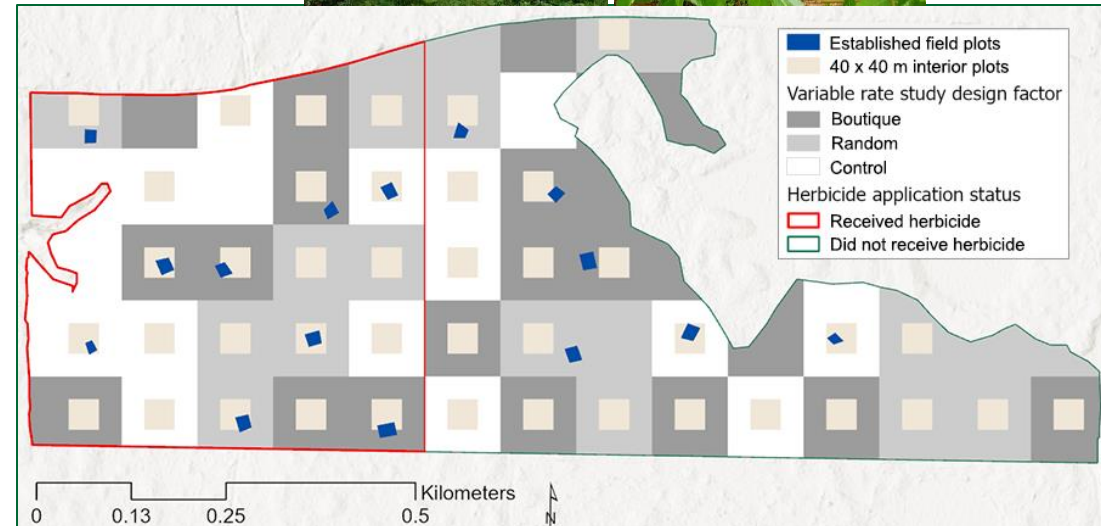 Established field plots
40 x 40 m interior plots
Variable rate study design factor
Boutique
Random
Control
Herbicide application status
Received herbicide
Did not receive herbicide
Kilometers
0 0.13 0.25 0.5
N